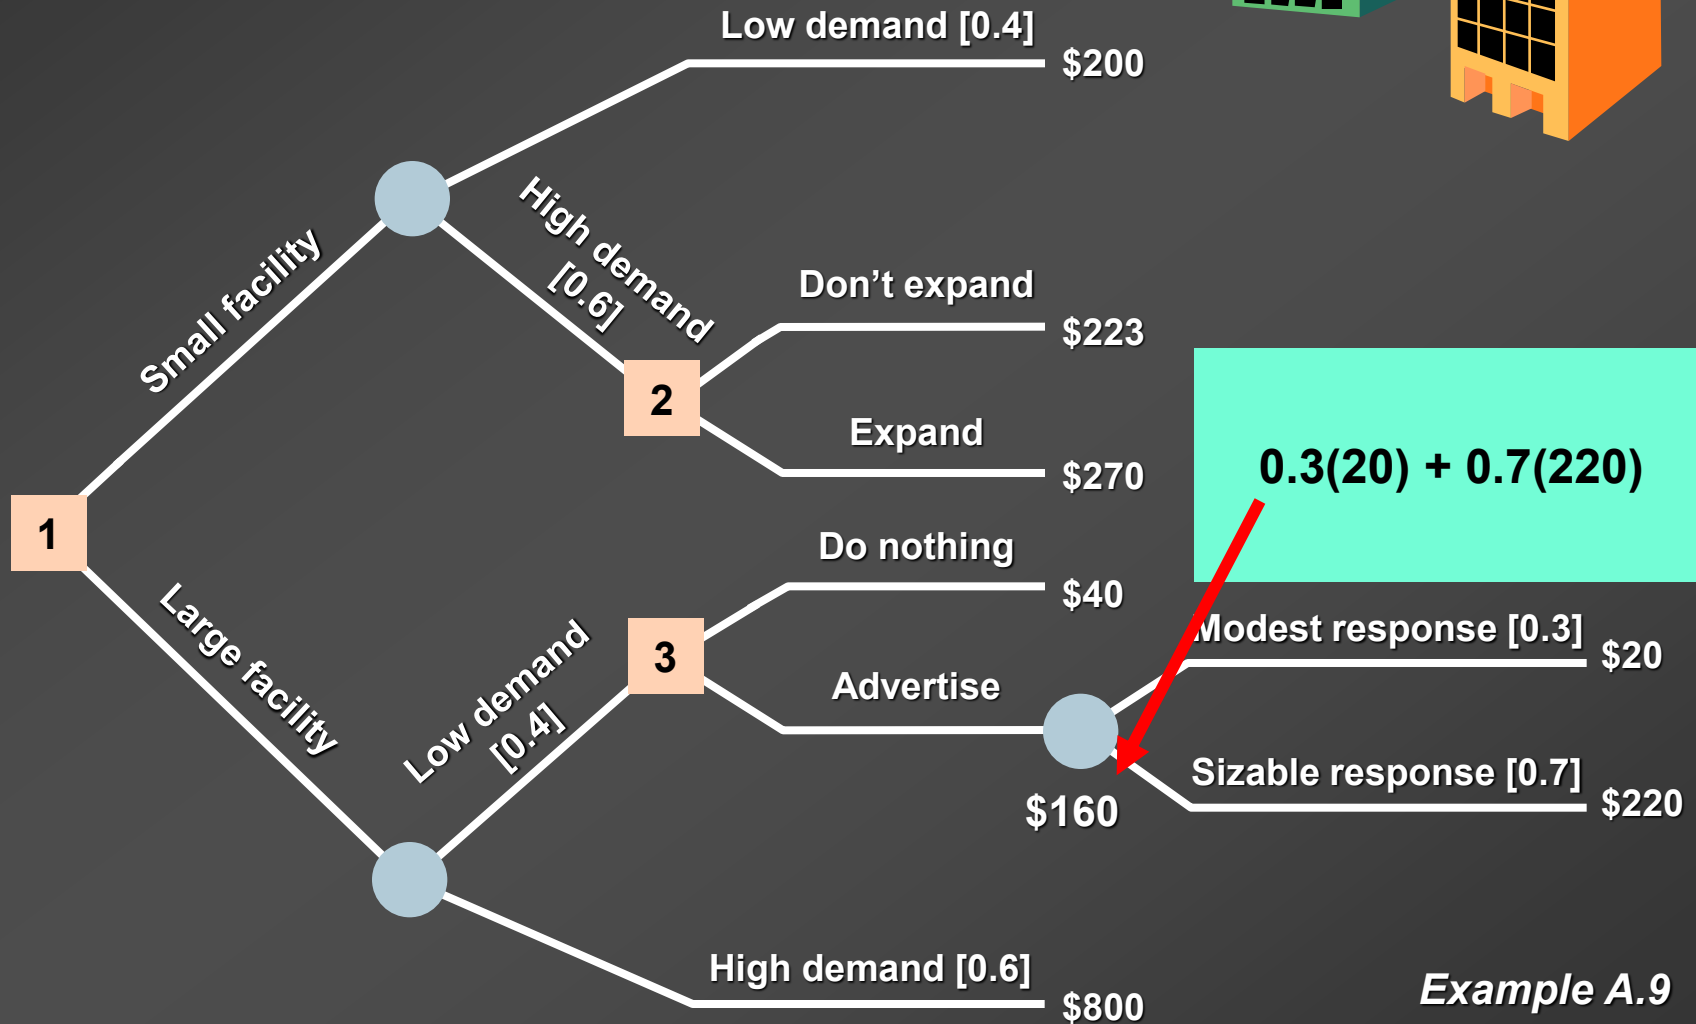 Low demand [0.4]
$200
Small facility
High demand
[0.6]
Don’t expand
$223
2
Expand
$270
0.3(20) + 0.7(220)
1
Do nothing
$40
Large facility
Low demand
[0.4]
3
Modest response [0.3]
$20
Advertise
Sizable response [0.7]
$220
$160
High demand [0.6]
$800
Example A.9